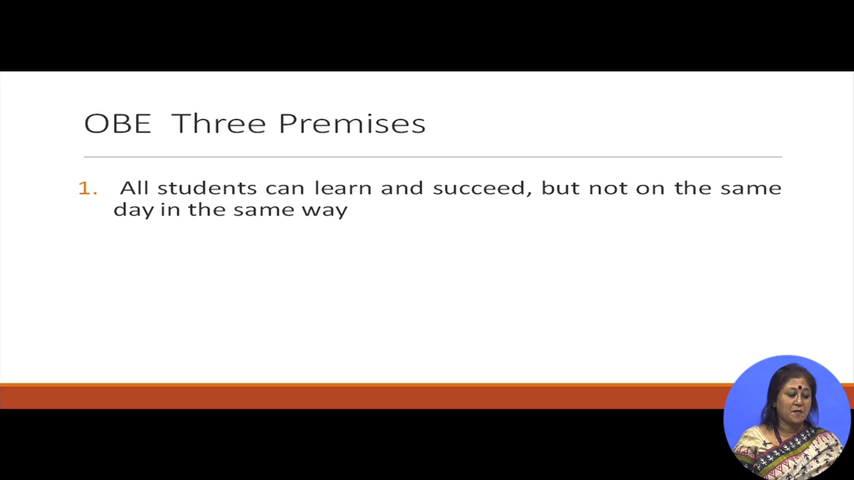 OBE Three Premises
1. All students can learn and succeed, but not on the same
day in the same way